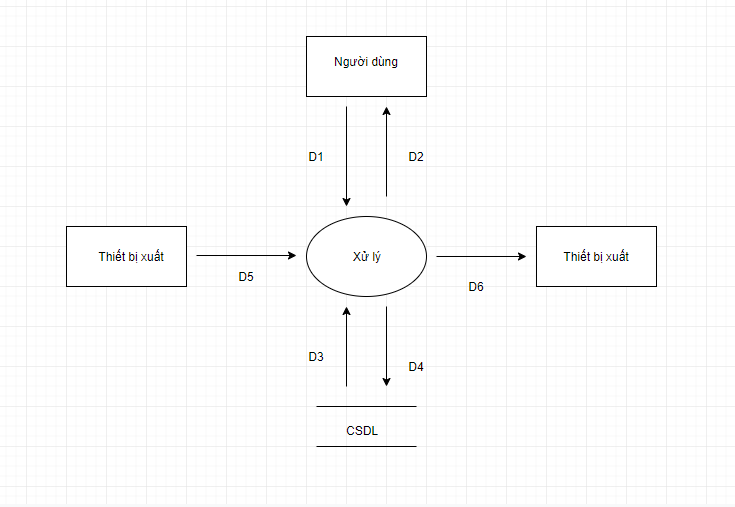 Người dùng
D1
D2
Thiết bị xuất
Xử lý
Thiết bị xuất
D5
D6
D3
D4
CSDL